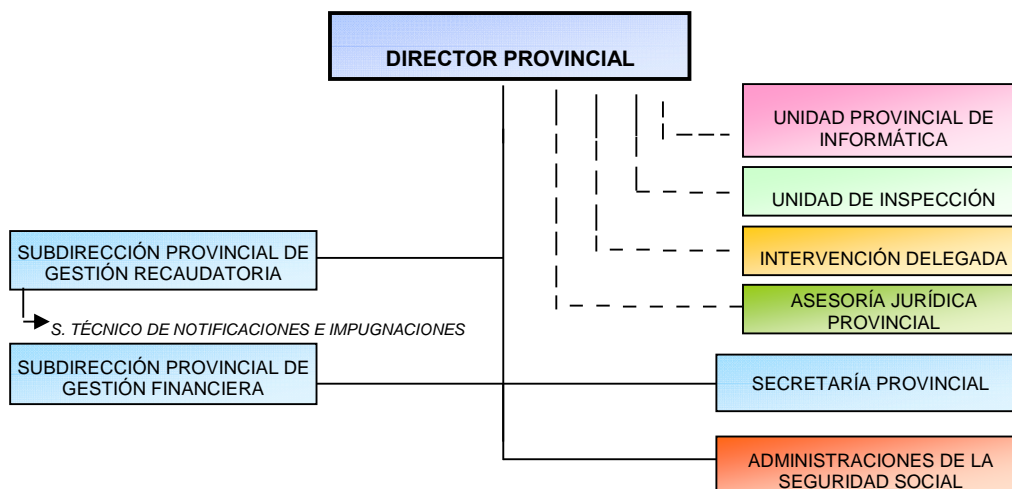 DIRECTOR PROVINCIAL
UNIDAD PROVINCIAL DE
INFORMÁTICA
UNIDAD DE INSPECCIÓN
SUBDIRECCIÓN PROVINCIAL DE
GESTIÓN RECAUDATORIA
INTERVENCIÓN DELEGADA
ASESORÍA JURÍDICA
PROVINCIAL
S. TÉCNICO DE NOTIFICACIONES E IMPUGNACIONES
SUBDIRECCIÓN PROVINCIAL DE
GESTIÓN FINANCIERA
SECRETARÍA PROVINCIAL
ADMINISTRACIONES DE LA
SEGURIDAD SOCIAL